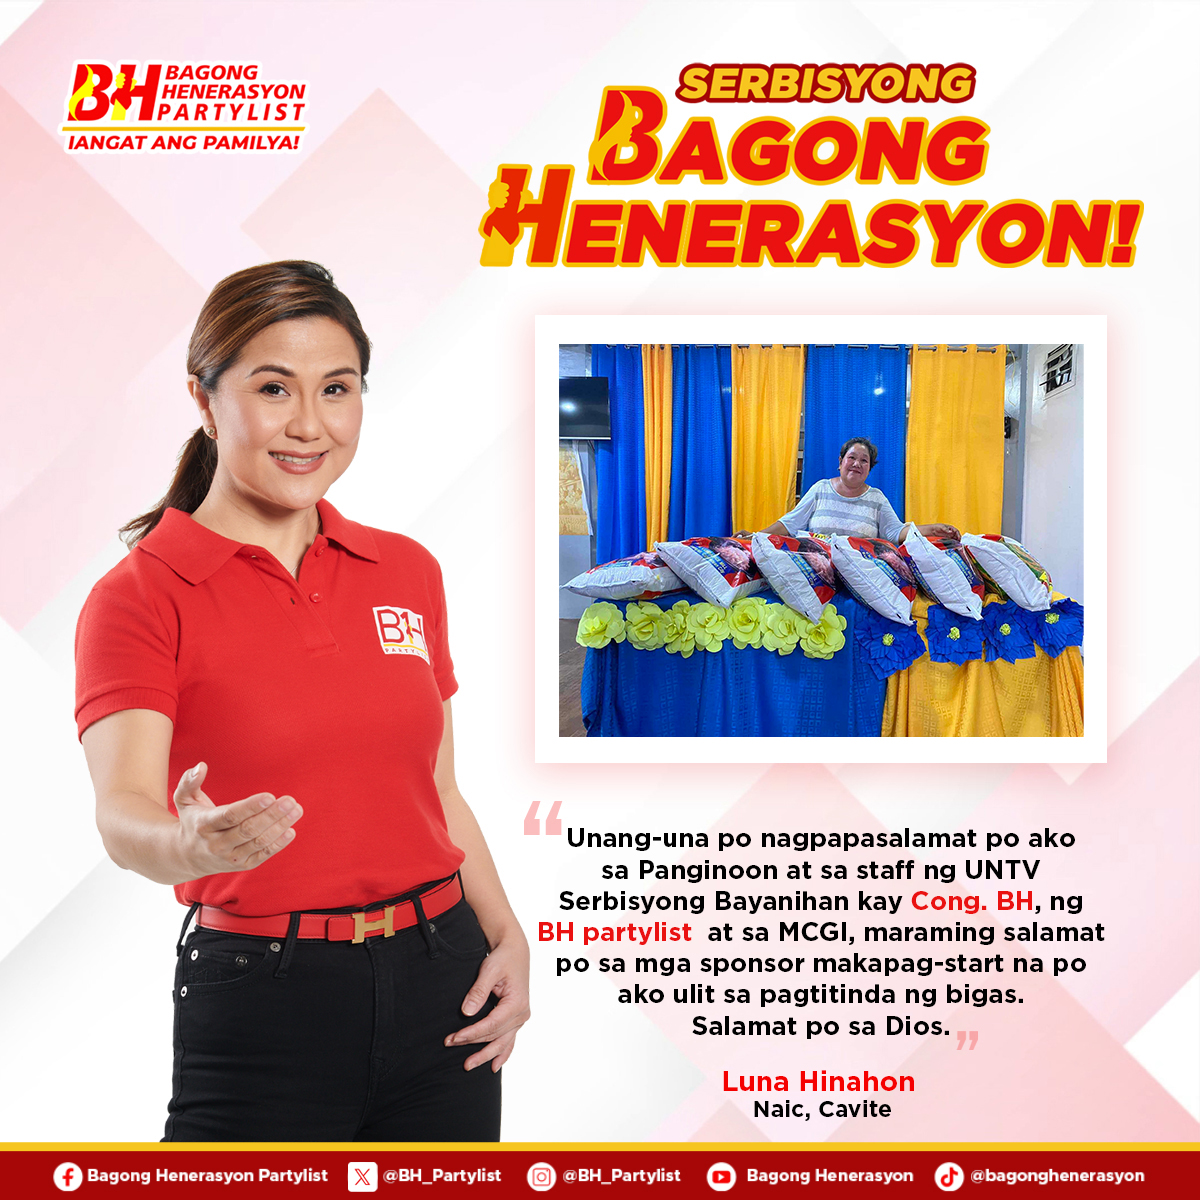 BH BAGONG
HENERASYON
PARTYLIST
IANGAT ANG PAMILYA!
SERBISYONG
BAGONG
HENERASYON!
BH
PARTYLIST
“Unang-una po nagpapasalamat po ako
sa Panginoon at sa staff ng UNTV
Serbisyong Bayanihan kay Cong. BH, ng
BH partylist at sa MCGI, maraming salamat
po sa mga sponsor makapag-start na po
ako ulit sa pagtitinda ng bigas.
Salamat po sa Dios.”
Luna Hinahon
Naic, Cavite
Bagong Henerasyon Partylist @BH_Partylist @BH_Partylist Bagong Henerasyon @bagonghenerasyon